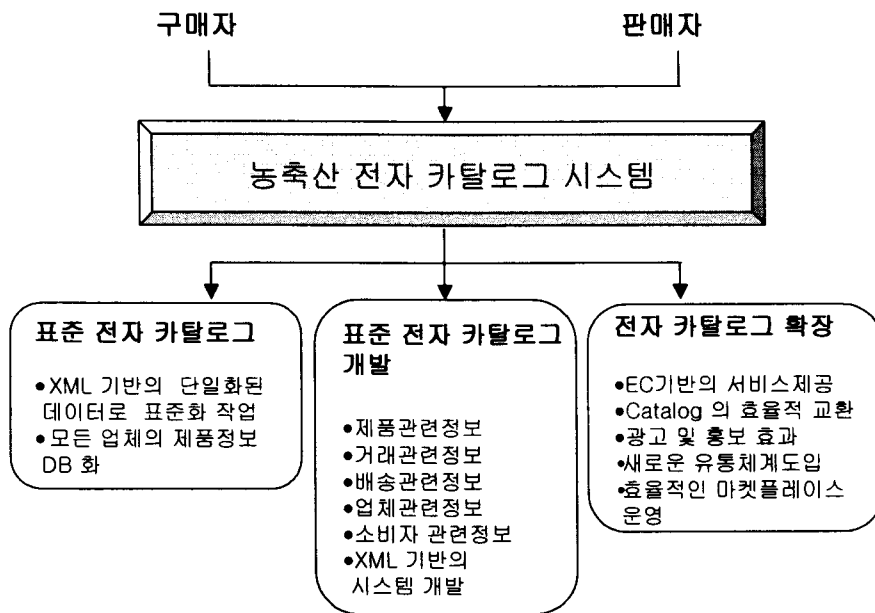 구매자 판매자
농축산 전자 카탈로그 시스템
표준 전자 카탈로그
●XML 기반의 단일화된
데이터로 표준화 작업
●모든 업체의 제품정보
DB 화
표준 전자 카탈로그
개발
●제품관련정보
●거래관련정보
●배송관련정보
●업체관련정보
●소비자 관련정보
●XML 기반의
시스템 개발
전자 카탈로그 확장
●EC기반의 서비스제공
●Catalog 의 효율적 교환
●광고 및 홍보 효과
●새로운 유통체계도입
●효율적인 마켓플레이스
운영